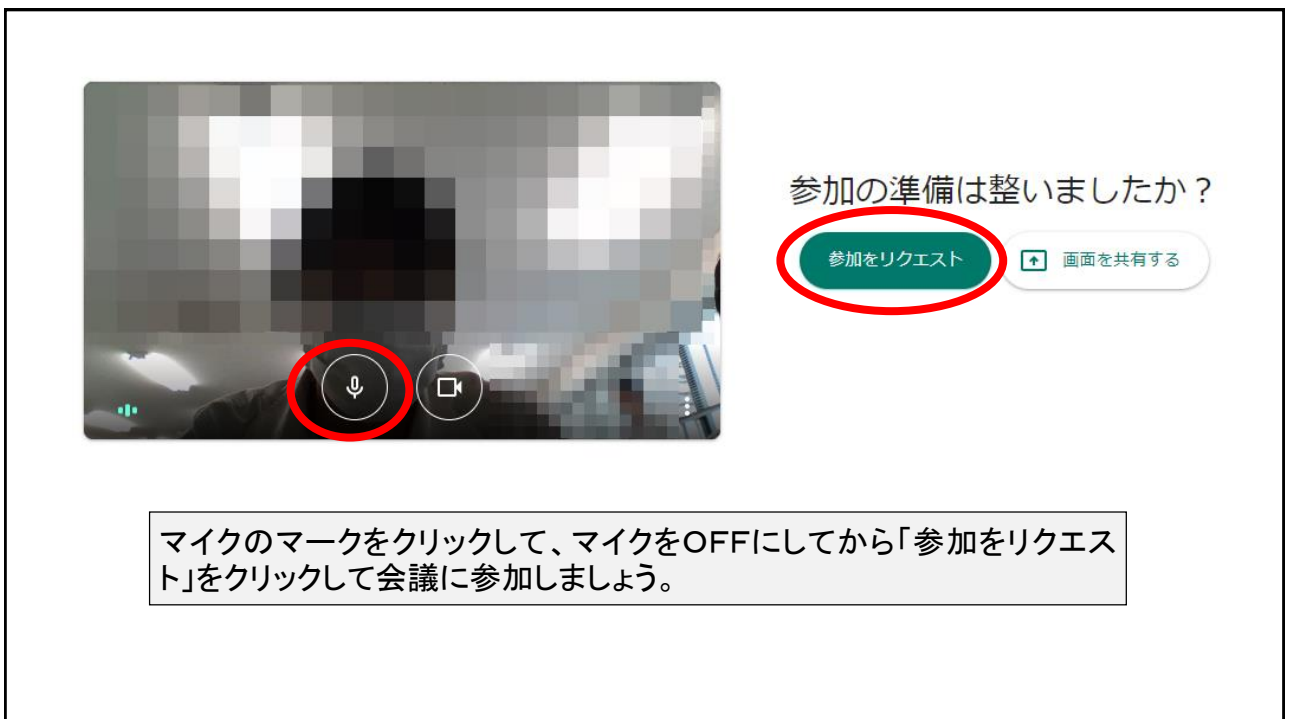 参加の準備は整いましたか？
参加をリクエスト
画面を共有する
マイクのマークをクリックして、マイクをOFFにしてから「参加をリクエス
ト」をクリックして会議に参加しましょう。